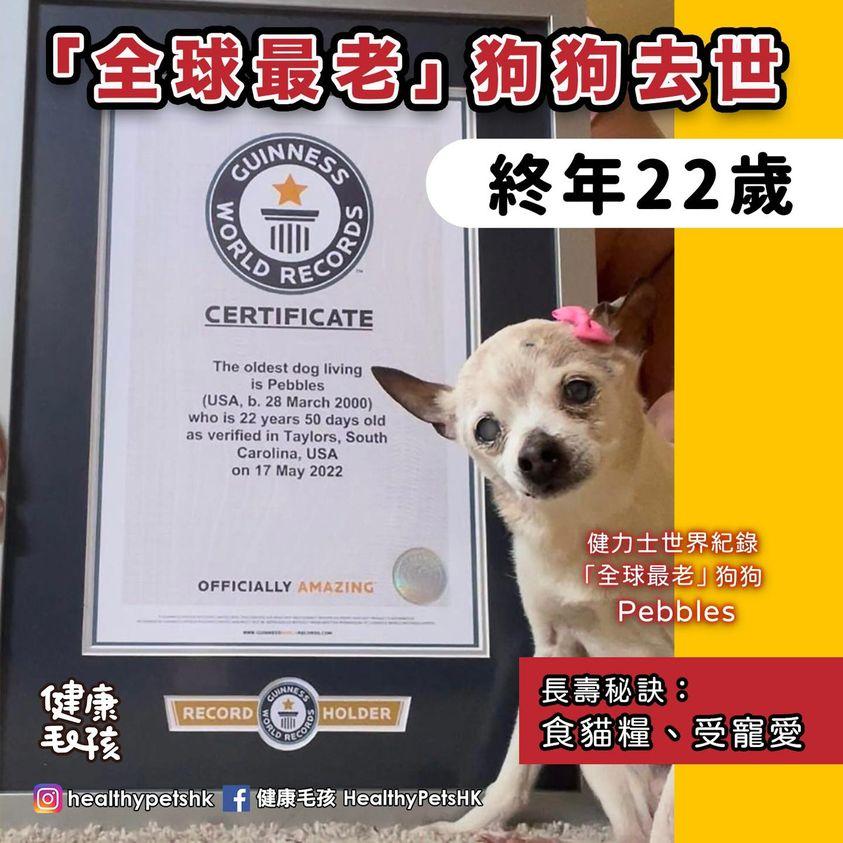 「全球最老」狗狗去世
終年22歲
GUINNESS
WORLD RECORDS
CERTIFICATE
The oldest dog living
is Pebbles
(USA, b. 28 March 2000)
who is 22 years 50 days old
as verified in Taylors, South
Carolina, USA
on 17 May 2022
OFFICIALLY AMAZING
WWW.GUINNESSWORLDRECORDS.COM
健力士世界紀錄
「全球最老」狗狗
Pebbles
長壽秘訣：
食貓糧、受寵愛
RECORD HOLDER
GUINNESS
WORLD RECORDS
健康
毛孩
healthypetshk 健康毛孩 HealthyPetsHK